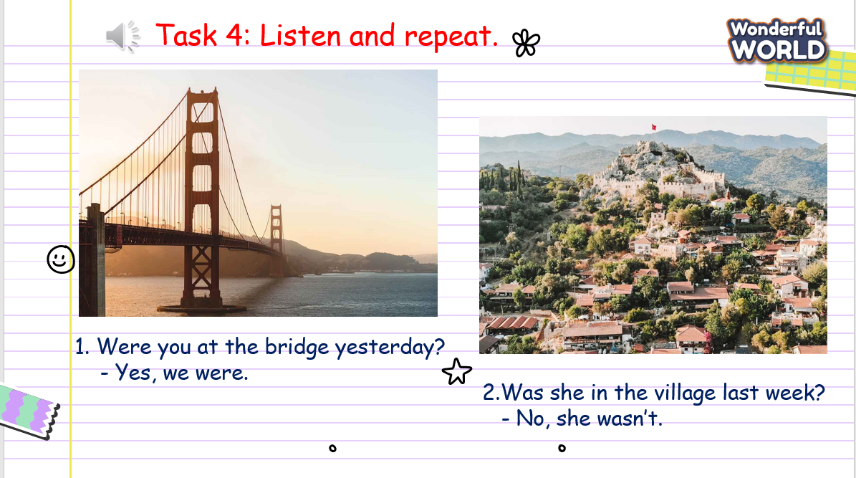 Task 4: Listen and repeat.
Wonderful
WORLD
1. Were you at the bridge yesterday?
- Yes, we were.
2.Was she in the village last week?
- No, she wasn't.